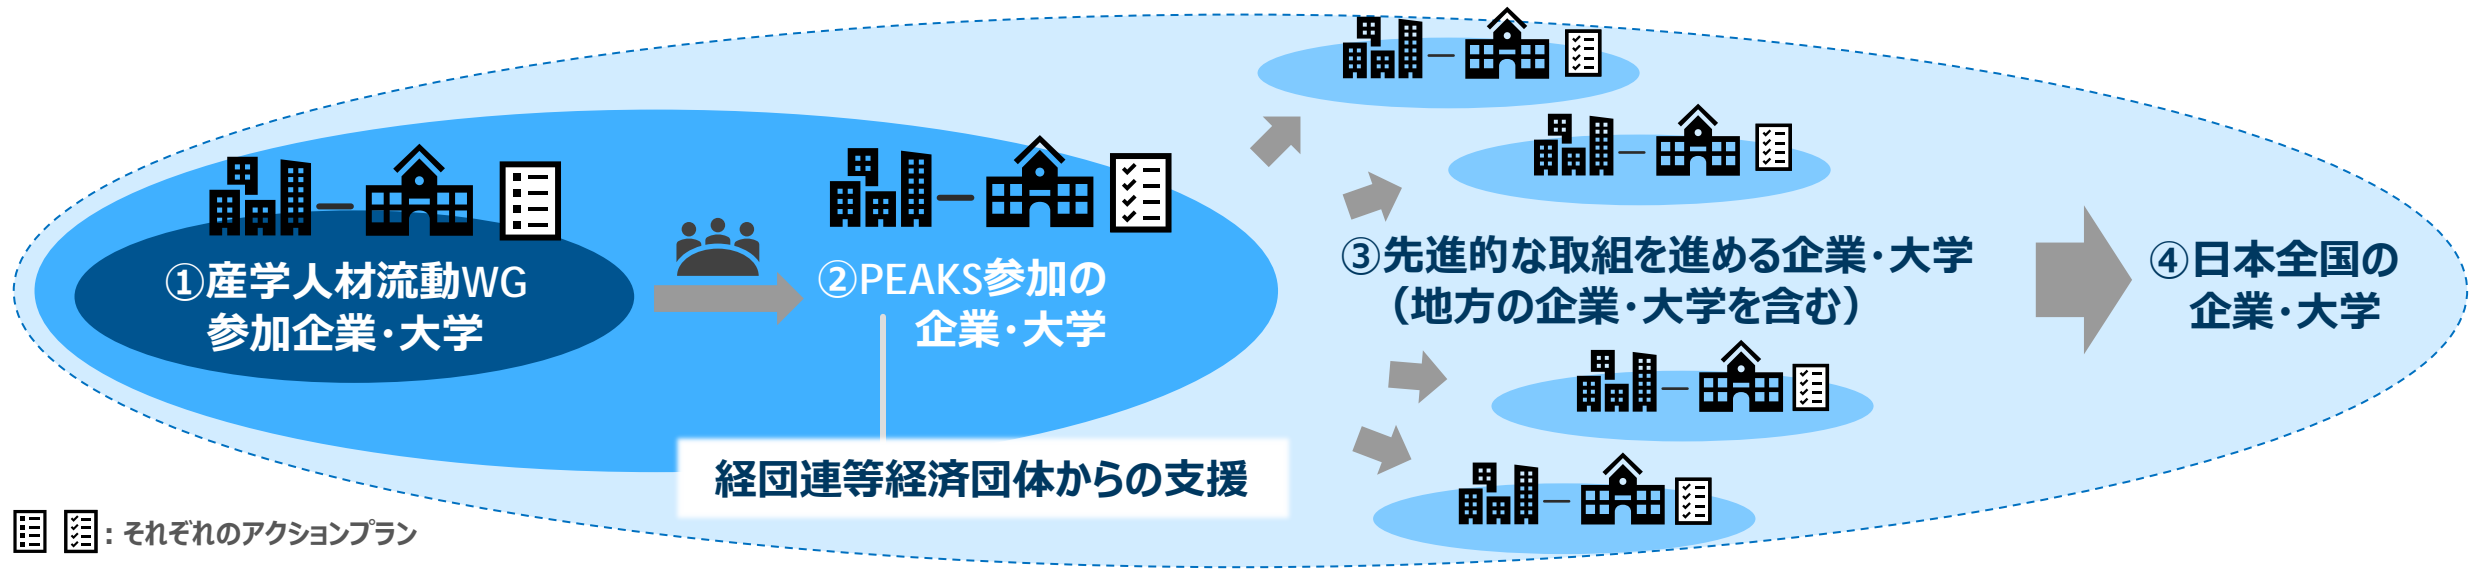 ①産学人材流動WG
参加企業・大学
②PEAKS参加の
企業・大学
経団連等経済団体からの支援
③先進的な取組を進める企業・大学
（地方の企業・大学を含む）
④日本全国の
企業・大学
：それぞれのアクションプラン